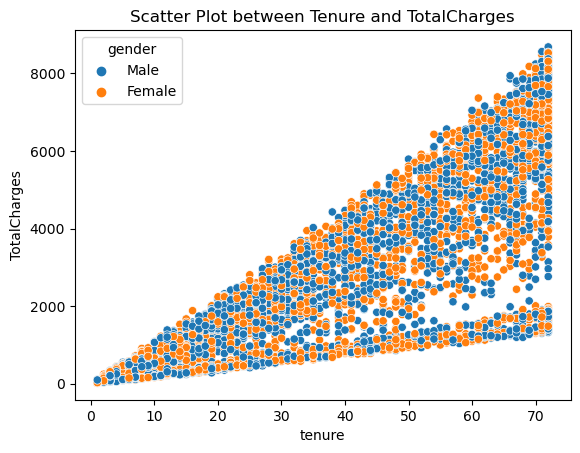 Scatter Plot between Tenure and TotalCharges
gender
Male
Female
8000
6000
4000
2000
0
TotalCharges
0 10 20 30 40 50 60 70
tenure